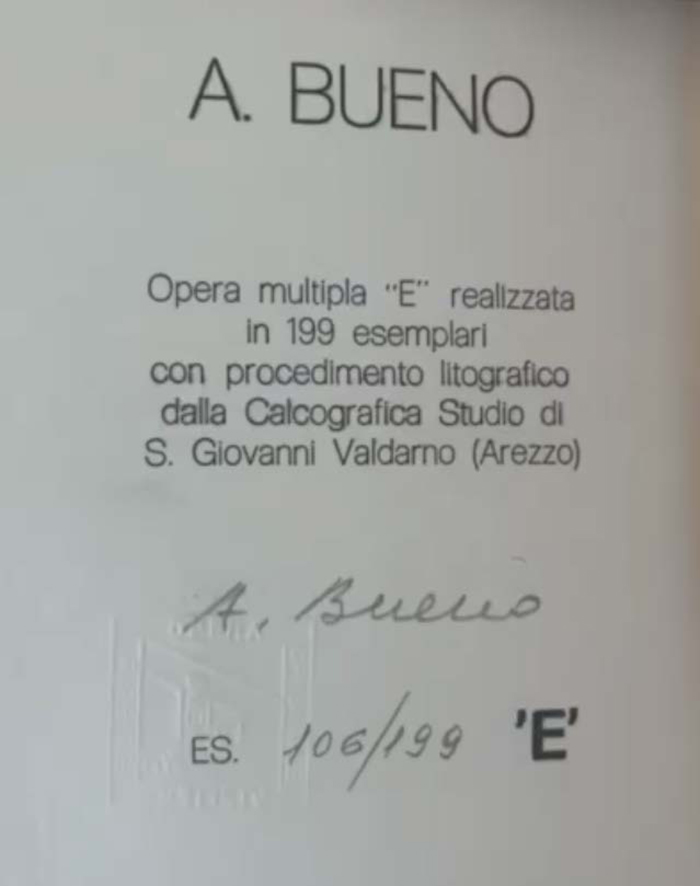 A. BUENO
Opera multipla "E" realizzata
in 199 esemplari
con procedimento litografico
dalla Calcografica Studio di
S. Giovanni Valdarno (Arezzo)
A. Bueno
ES. 106/199 'E'